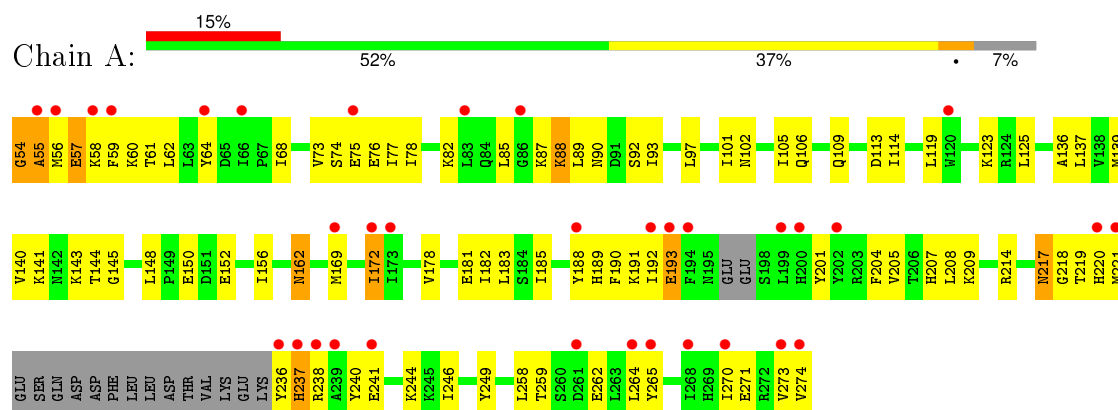 15%
Chain A:
52% 37% • 7%
G54 A55 M56 E57 K58 F59 K60 T61 L62 L63 Y64 D65 I66 P67 I68 V73 S74 E75 E76 I77 I78 K82 L83 Q84 L85 G86 K87 K88 L89 N90 D91 S92 I93 L97 I101 N102 I105 Q106 Q109 D113 I114 L119 W120 K123 R124 L125 A136 L137 V138 M139
V140 K141 N142 K143 T144 G145 L148 P149 E150 D151 E152 I156 N162 M169 I172 I173 V178 E181 I182 L183 S184 I185 Y188 H189 F190 K191 I192 E193 F194 N195 GLU GLU S198 L199 H200 Y201 Y202 R203 F204 V205 T206 H207 L208 K209 R214 N217 G218 T219 H220 M221
GLU SER GLN ASP ASP PHE LEU LEU ASP THR VAL LYS GLU LYS Y236 H237 R238 A239 Y240 E241 K244 K245 I246 Y249 L258 T259 S260 D261 E262 L263 L264 Y265 I268 H269 I270 E271 R272 V273 V274